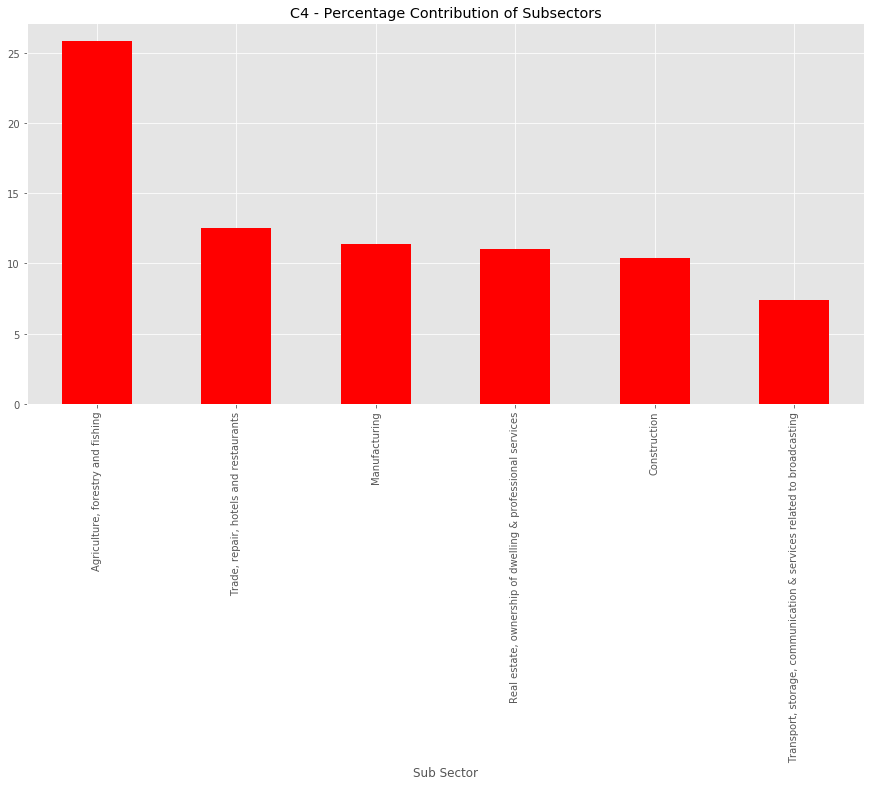 C4 - Percentage Contribution of Subsectors
25
20
15
10
5
0
Agriculture, forestry and fishing
Trade, repair, hotels and restaurants
Manufacturing
Real estate, ownership of dwelling & professional services
Construction
Transport, storage, communication & services related to broadcasting
Sub Sector